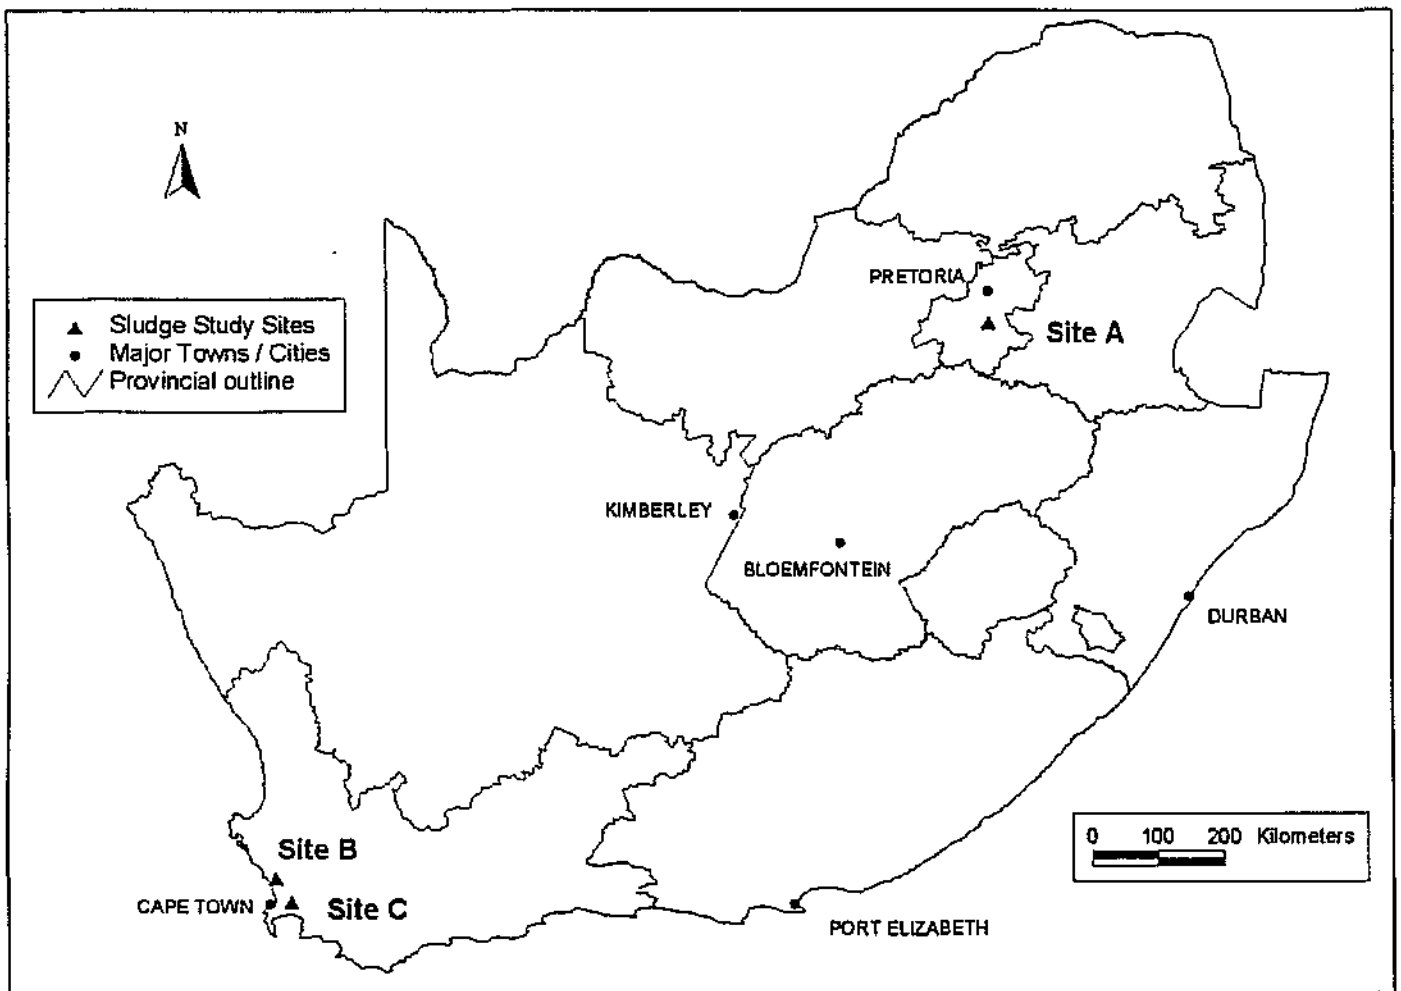 N
PRETORIA
Site A
Sludge Study Sites
Major Towns / Cities
Provincial outline
KIMBERLEY
BLOEMFONTEIN
DURBAN
0 100 200 Kilometers
Site B
CAPE TOWN
Site C
PORT ELIZABETH